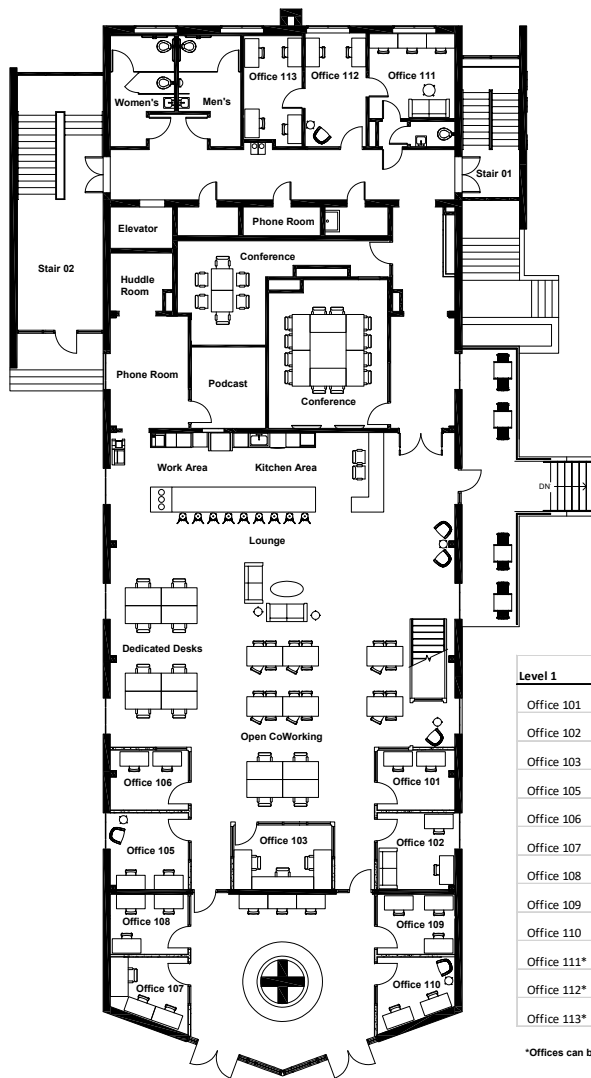 Office 113
Office 112
Office 111
Women's
Men's
Stair 01
Elevator
Phone Room
Conference
Stair 02
Huddle
Room
Phone Room
Podcast
Conference
Work Area
Kitchen Area
DN
Lounge
Dedicated Desks
Open CoWorking
Office 106
Office 101
Office 103
Office 105
Office 102
Office 108
Office 109
Office 107
Office 110
Level 1
Office 101
Office 102
Office 103
Office 105
Office 106
Office 107
Office 108
Office 109
Office 110
Office 111*
Office 112*
Office 113*
*Offices can b